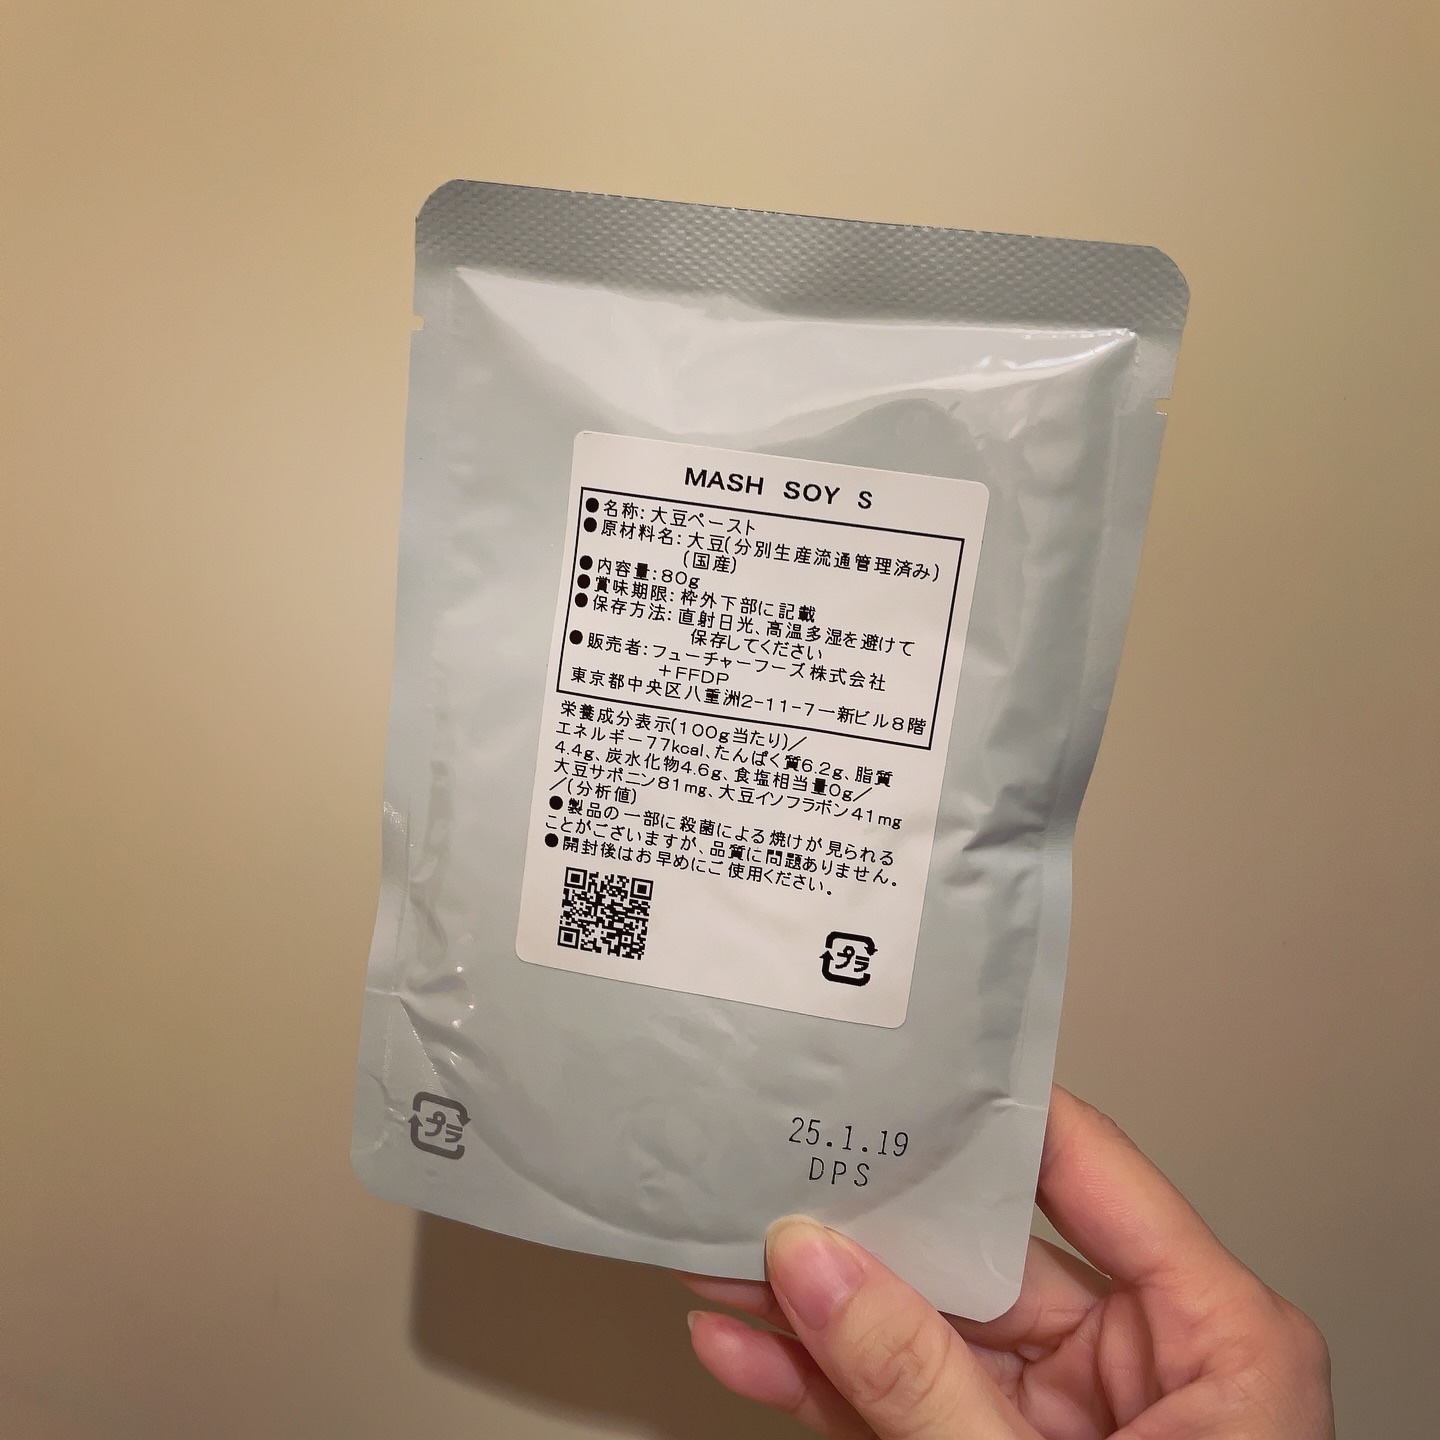 MASH SOY S
●名称:大豆ペースト
●原材料名:大豆(分別生産流通管理済み)
(国産)
●内容量:80g
●賞味期限:枠外下部に記載
●保存方法:直射日光、高温多湿を避けて
保存してください
●販売者:フューチャーフーズ株式会社
+FFDP
東京都中央区八重洲2-11-7一新ビル8階
栄養成分表示(100g当たり)/
エネルギー77kcal、たんぱく質6.2g、脂質
4.4g、炭水化物4.6g、食塩相当量0g/
大豆サポニン81mg、大豆イソフラボン41mg
/(分析値)
●製品の一部に殺菌による焼けが見られる
ことがございますが、品質に問題ありません。
●開封後はお早めにご使用ください。
プラ
プラ
25.1.19
DPS